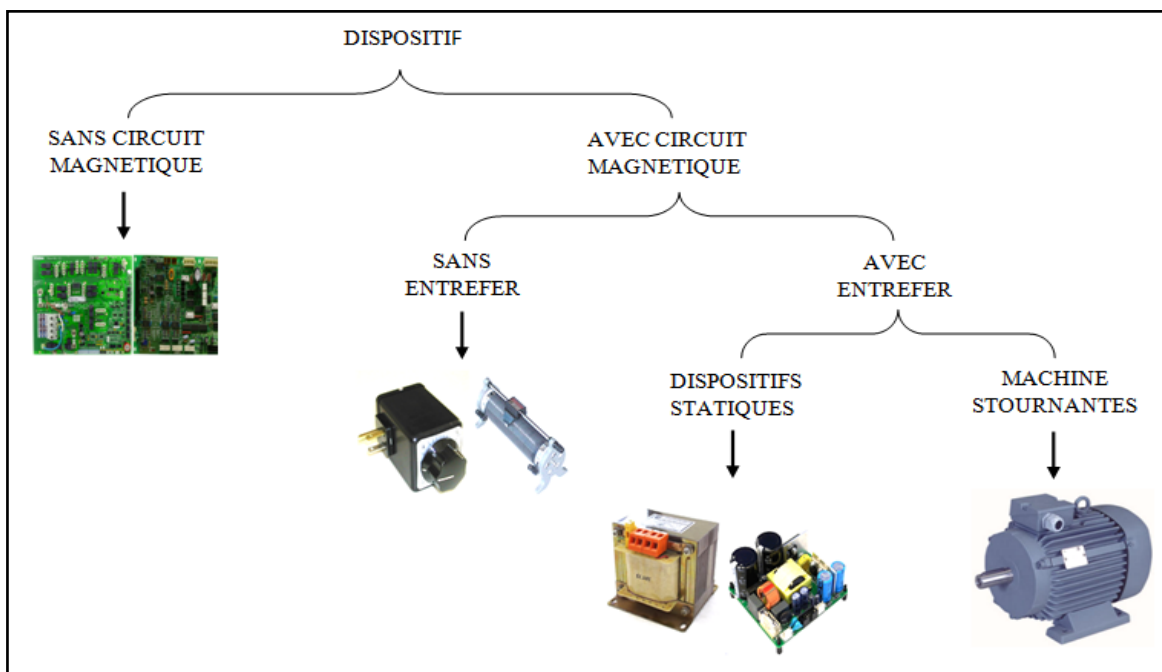 DISPOSITIF
SANS CIRCUIT
MAGNETIQUE
AVEC CIRCUIT
MAGNETIQUE
SANS
ENTREFER
AVEC
ENTREFER
DISPOSITIFS
STATIQUES
MACHINE
STOURNANTES